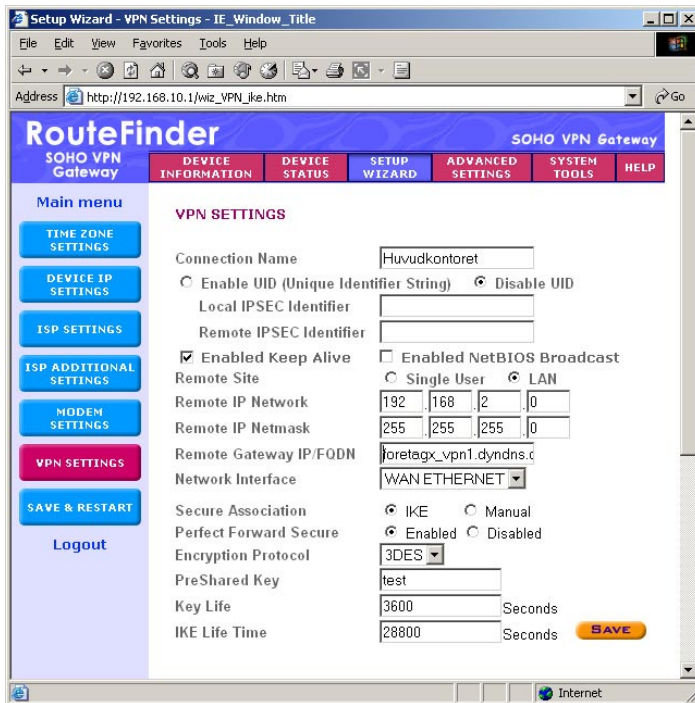 Setup Wizard - VPN Settings - IE_Window_Title
File Edit View Favorites Tools Help
Address http://192.168.10.1/wiz_VPN_ike.htm Go
RouteFinder
SOHO VPN Gateway
SOHO VPN Gateway
DEVICE INFORMATION DEVICE STATUS SETUP WIZARD ADVANCED SETTINGS SYSTEM TOOLS HELP
Main menu
TIME ZONE SETTINGS
DEVICE IP SETTINGS
ISP SETTINGS
ISP ADDITIONAL SETTINGS
MODEM SETTINGS
VPN SETTINGS
SAVE & RESTART
Logout
VPN SETTINGS
Connection Name Huvudkontoret
Enable UID (Unique Identifier String) Disable UID
Local IPSEC Identifier
Remote IPSEC Identifier
Enabled Keep Alive Enabled NetBIOS Broadcast
Remote Site Single User LAN
Remote IP Network 192 .168 .2 .0
Remote IP Netmask 255 .255 .255 .0
Remote Gateway IP/FQDN foretagx_vpn1.dyndns.
Network Interface WAN ETHERNET
Secure Association IKE Manual
Perfect Forward Secure Enabled Disabled
Encryption Protocol 3DES
PreShared Key test
Key Life 3600 Seconds
IKE Life Time 28800 Seconds SAVE
Internet